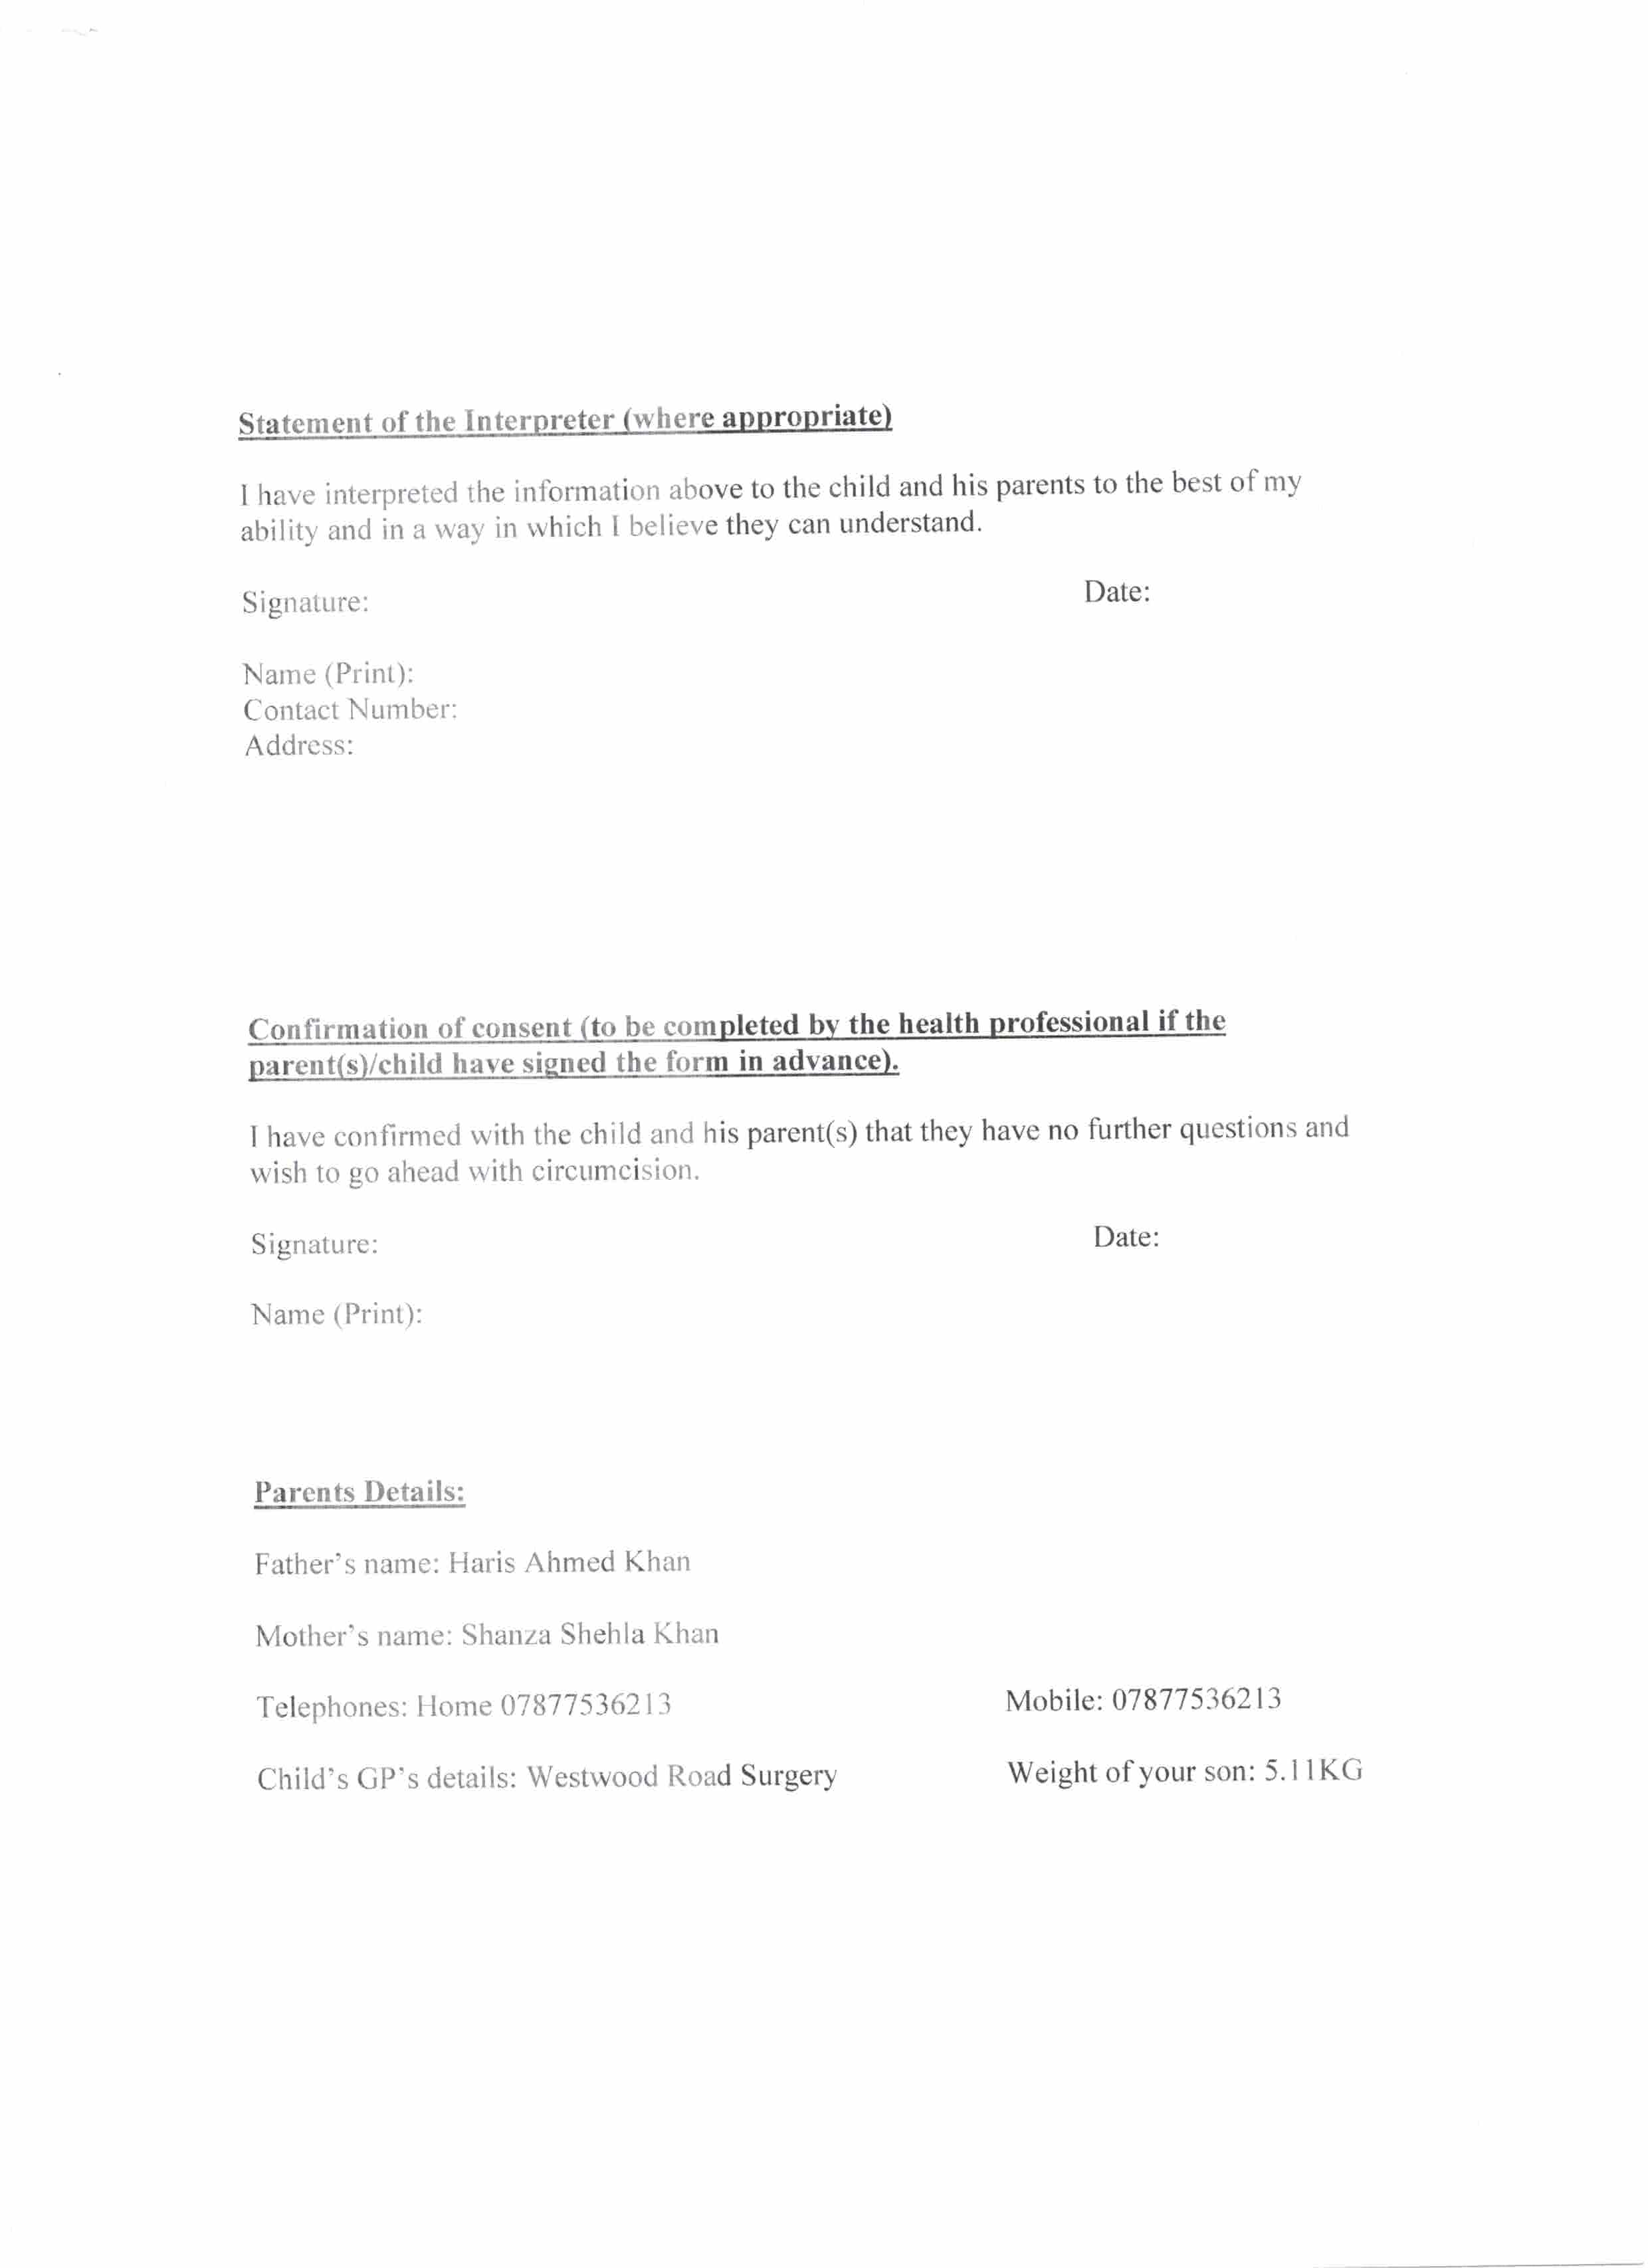 Statement of the Interpreter (where appropriate)
I have interpreted the information above to the child and his parents to the best of my
ability and in a way in which I believe they can understand.
Signature: Date:
Name (Print):
Contact Number:
Address:
Confirmation of consent (to be completed by the health professional if the
parent(s)/child have signed the form in advance).
I have confirmed with the child and his parent(s) that they have no further questions and
wish to go ahead with circumcision.
Signature: Date:
Name (Print):
Parents Details:
Father's name: Haris Ahmed Khan
Mother's name: Shanza Shehla Khan
Telephones: Home 07877536213 Mobile: 07877536213
Child's GP's details: Westwood Road Surgery Weight of your son: 5.11KG